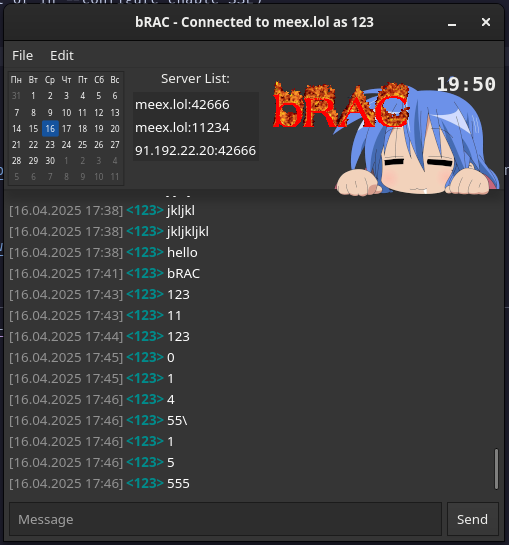 bRAC - Connected to meex.lol as 123
File Edit
Пн Вт Ср Чт Пт Сб Вс
31 1 2 3 4 5 6
7 8 9 10 11 12 13
14 15 16 17 18 19 20
21 22 23 24 25 26 27
28 29 30 1 2 3 4
5 6 7 8 9 10 11
Server List:
meex.lol:42666
meex.lol:11234
91.192.22.20:42666
bRAC
19:50
[16.04.2025 17:38] <123> jkljkl
[16.04.2025 17:38] <123> jkljkljkl
[16.04.2025 17:38] <123> hello
[16.04.2025 17:41] <123> bRAC
[16.04.2025 17:43] <123> 123
[16.04.2025 17:43] <123> 11
[16.04.2025 17:44] <123> 123
[16.04.2025 17:45] <123> 0
[16.04.2025 17:45] <123> 1
[16.04.2025 17:46] <123> 4
[16.04.2025 17:46] <123> 55\
[16.04.2025 17:46] <123> 1
[16.04.2025 17:46] <123> 5
[16.04.2025 17:46] <123> 555
Message
Send